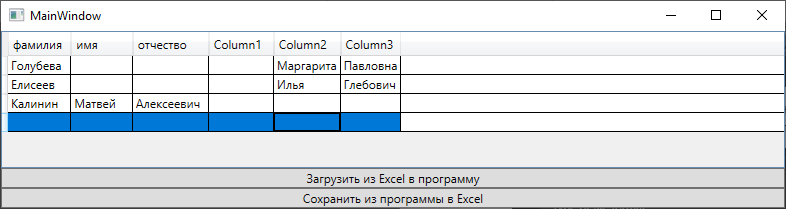 MainWindow
фамилия имя отчество Column1 Column2 Column3
Голубева Маргарита Павловна
Елисеев Илья Глебович
Калинин Матвей Алексеевич
Загрузить из Excel в программу
Сохранить из программы в Excel